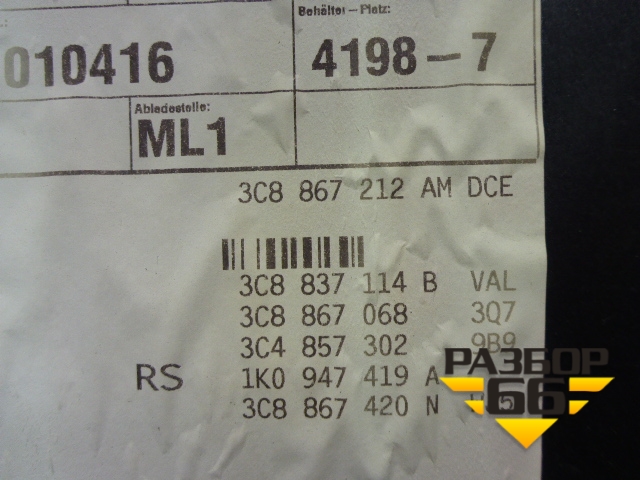 Behälter-Platz:
010416
4198-7
Abladestelle:
ML1
3C8 867 212 AM DCE
3C8 837 114 B VAL
3C8 867 068 3Q7
3C4 857 302 9B9
RS 1K0 947 419 A
3C8 867 420 N
РАЗБОР
66